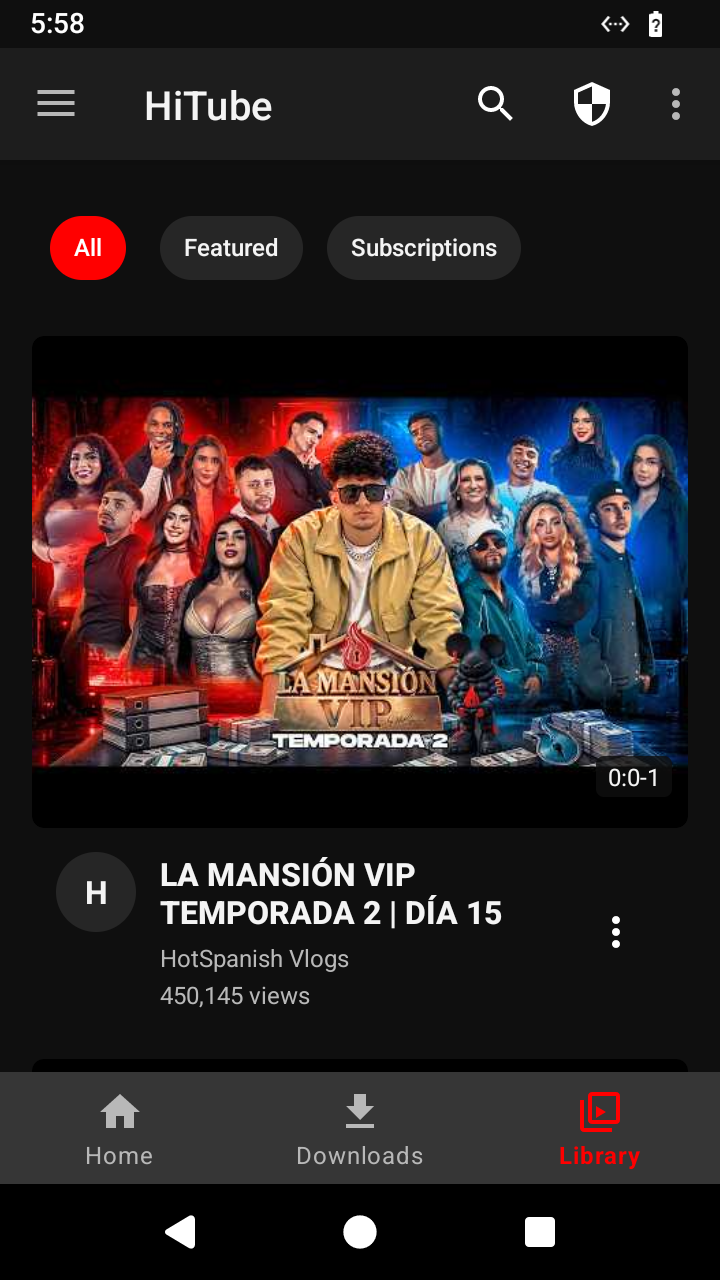 5:58
HiTube
All
Featured
Subscriptions
LA MANSIÓN
VIP
TEMPORADA 2
0:0-1
H
LA MANSIÓN VIP
TEMPORADA 2 | DÍA 15
HotSpanish Vlogs
450,145 views
Home
Downloads
Library